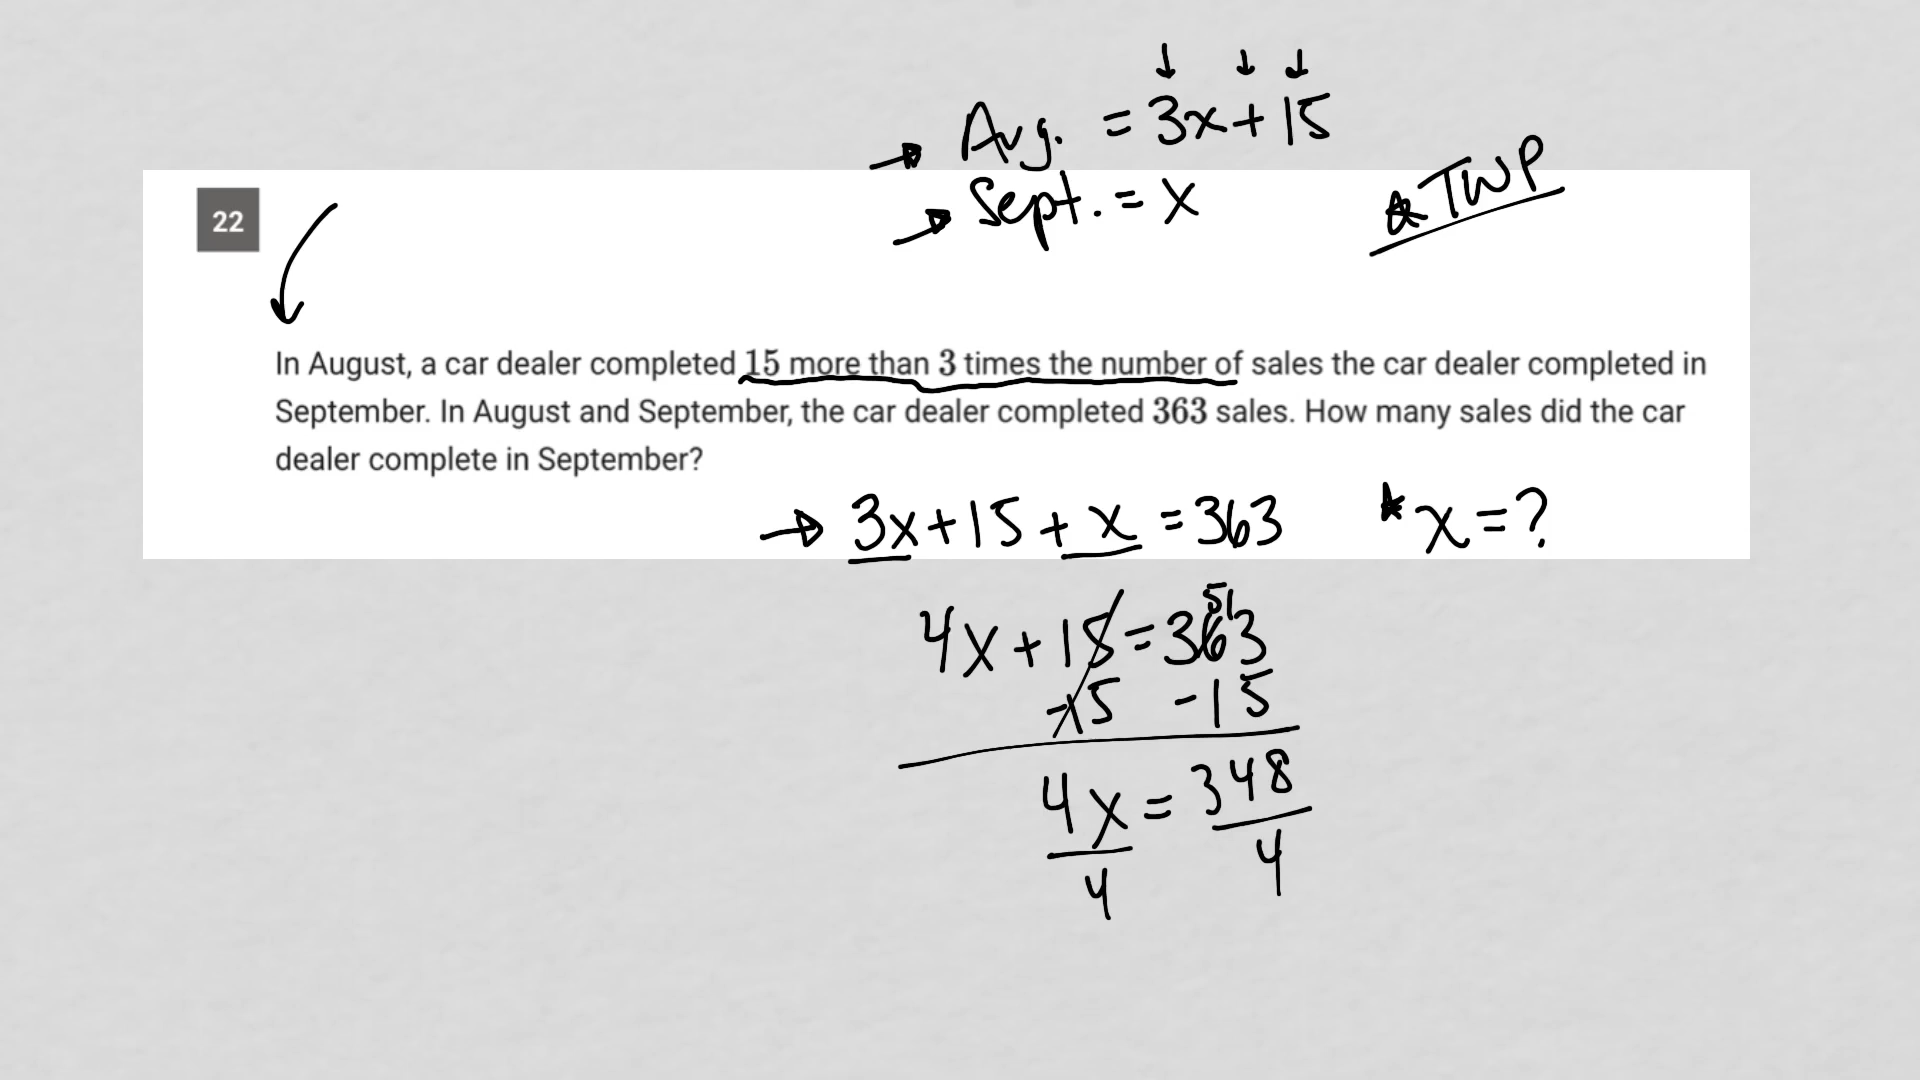 Aug. = 3x+15
Sept. = x
TWP
22
In August, a car dealer completed 15 more than 3 times the number of sales the car dealer completed in
September. In August and September, the car dealer completed 363 sales. How many sales did the car
dealer complete in September?
3x+15 + x = 363
x = ?
51
4x + 15 = 363
-15 -15
4x = 348
4 4